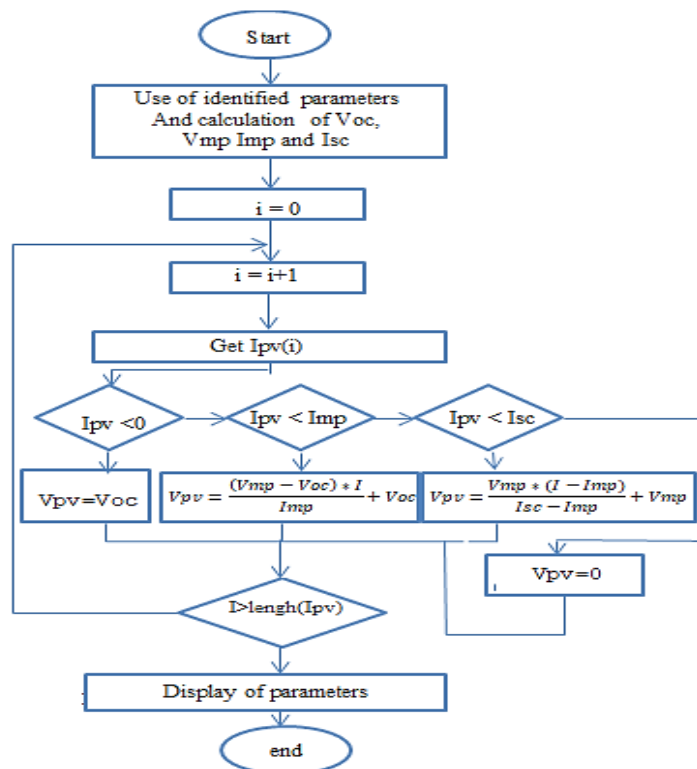 Start
Use of identified parameters
And calculation of Voc,
Vmp Imp and Isc
i = 0
i = i+1
Get Ipv(i)
Ipv <0
Ipv < Imp
Ipv < Isc
Vpv=Voc
Vpv = (Vmp − Voc) * I / Imp + Voc
Vpv = Vmp * (I − Imp) / Isc − Imp + Vmp
Vpv=0
I>lengh(Ipv)
Display of parameters
end